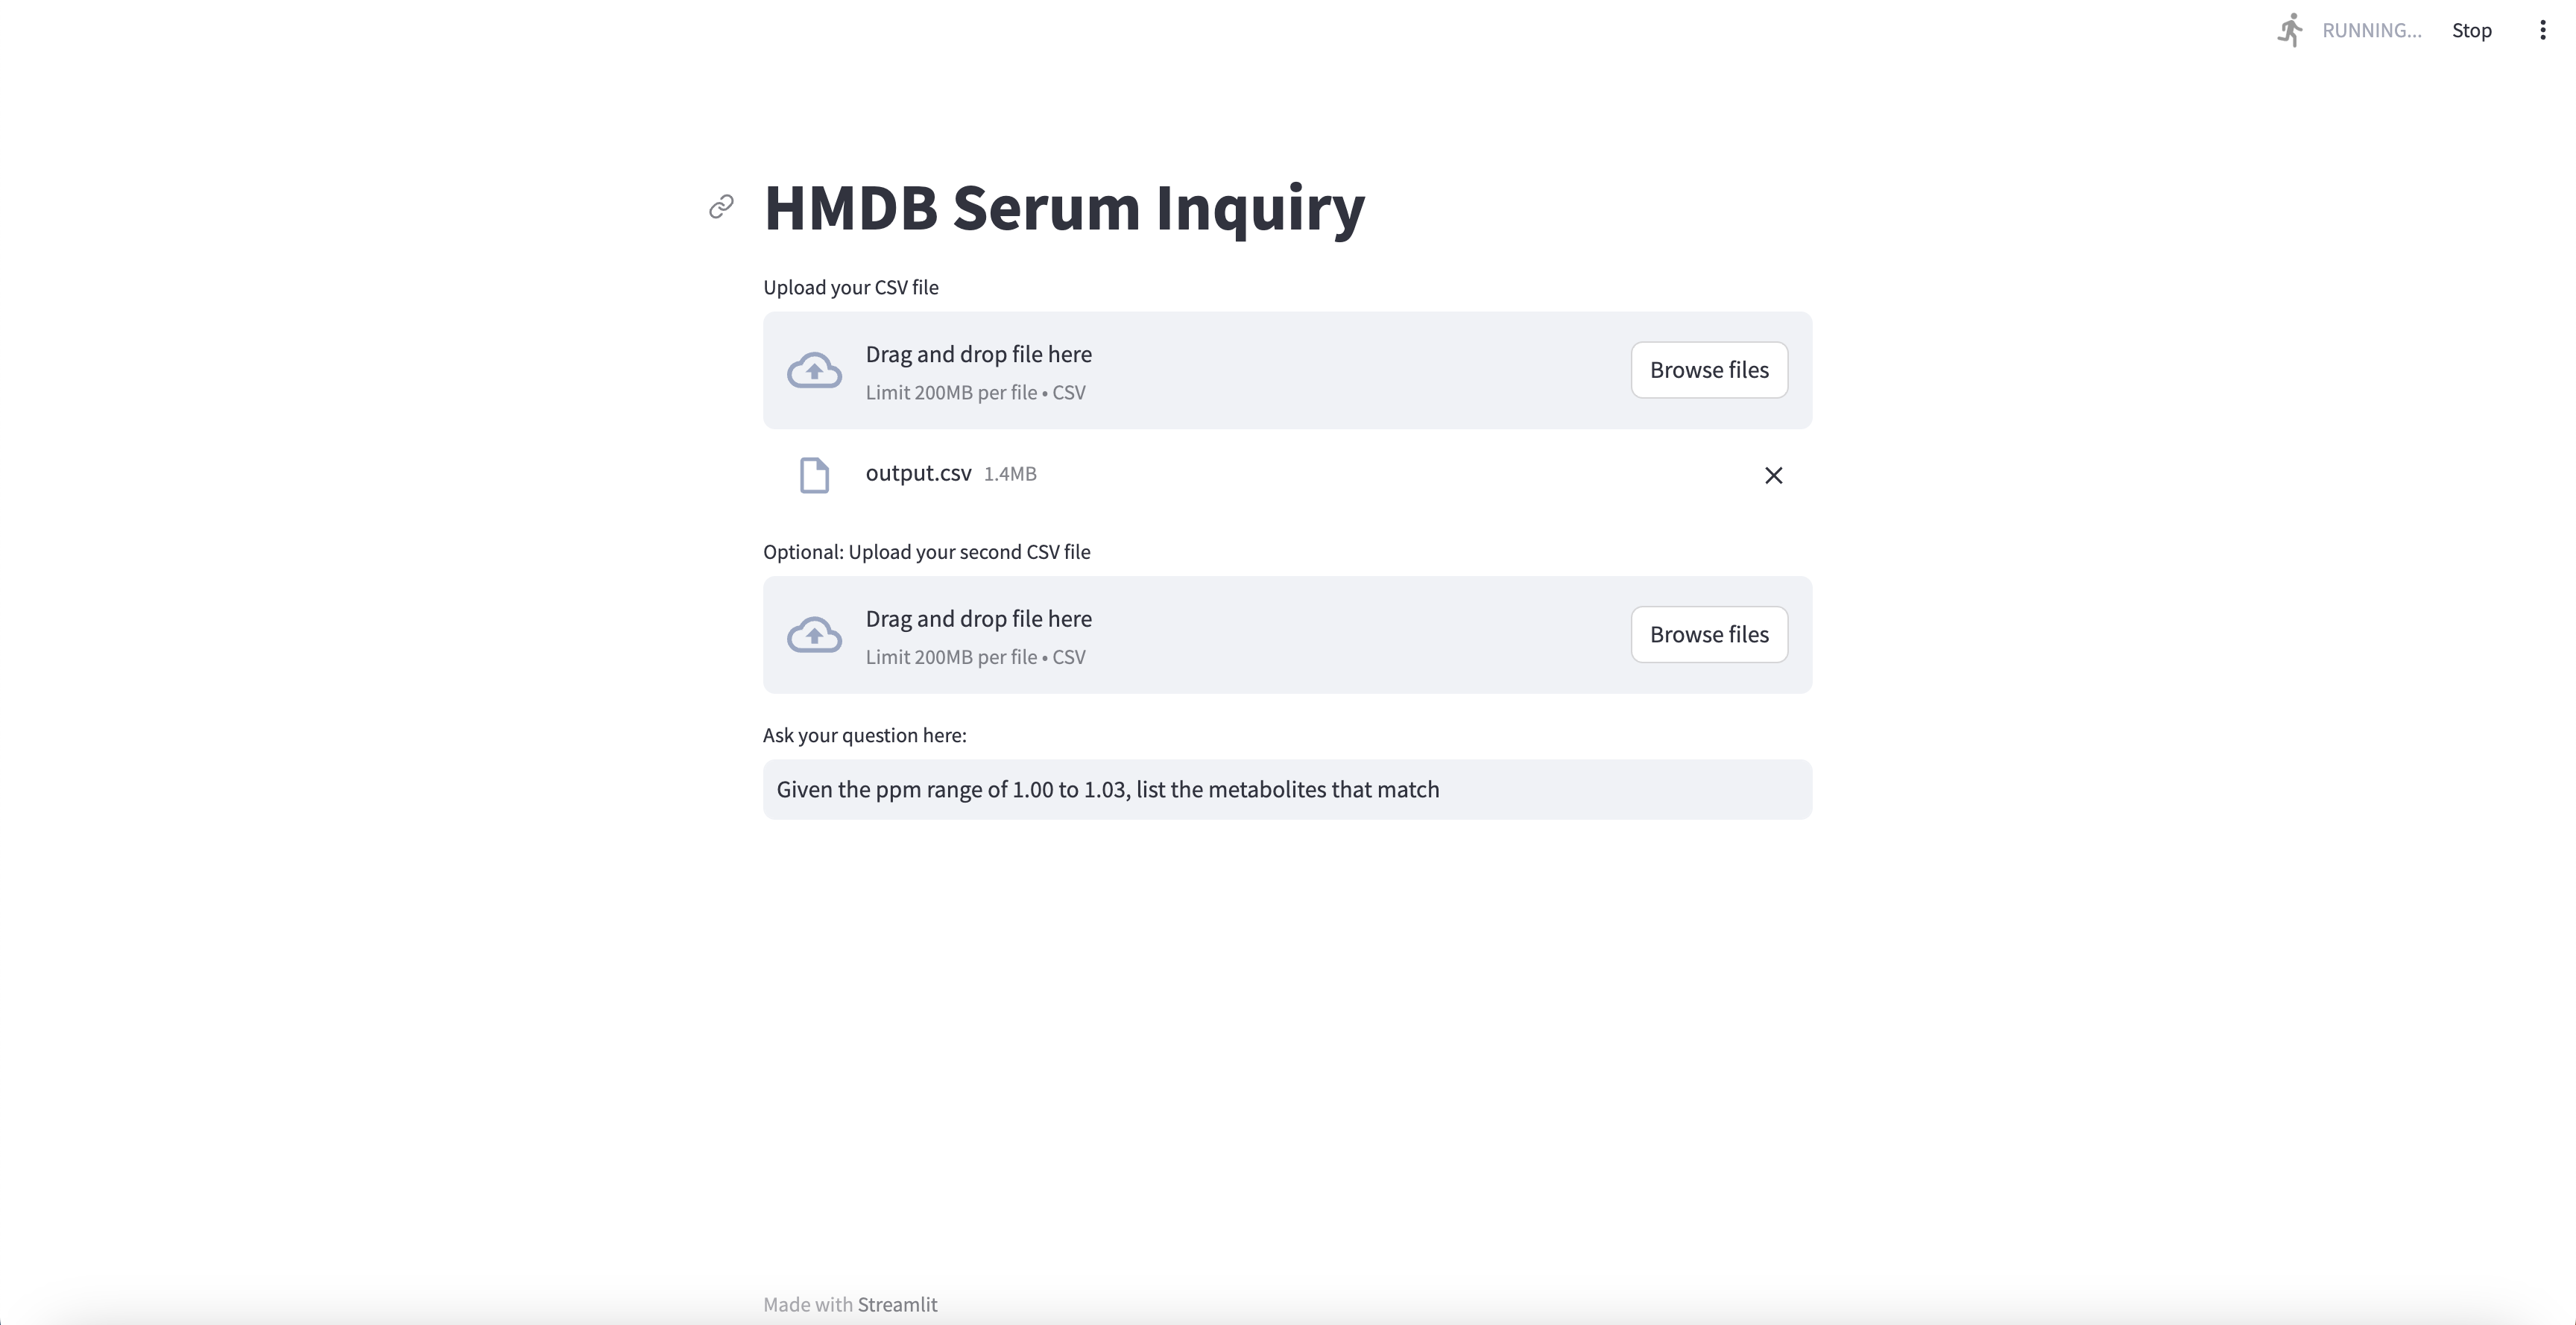 RUNNING... Stop
HMDB Serum Inquiry
Upload your CSV file
Drag and drop file here
Limit 200MB per file • CSV
Browse files
output.csv 1.4MB
Optional: Upload your second CSV file
Drag and drop file here
Limit 200MB per file • CSV
Browse files
Ask your question here:
Given the ppm range of 1.00 to 1.03, list the metabolites that match
Made with Streamlit